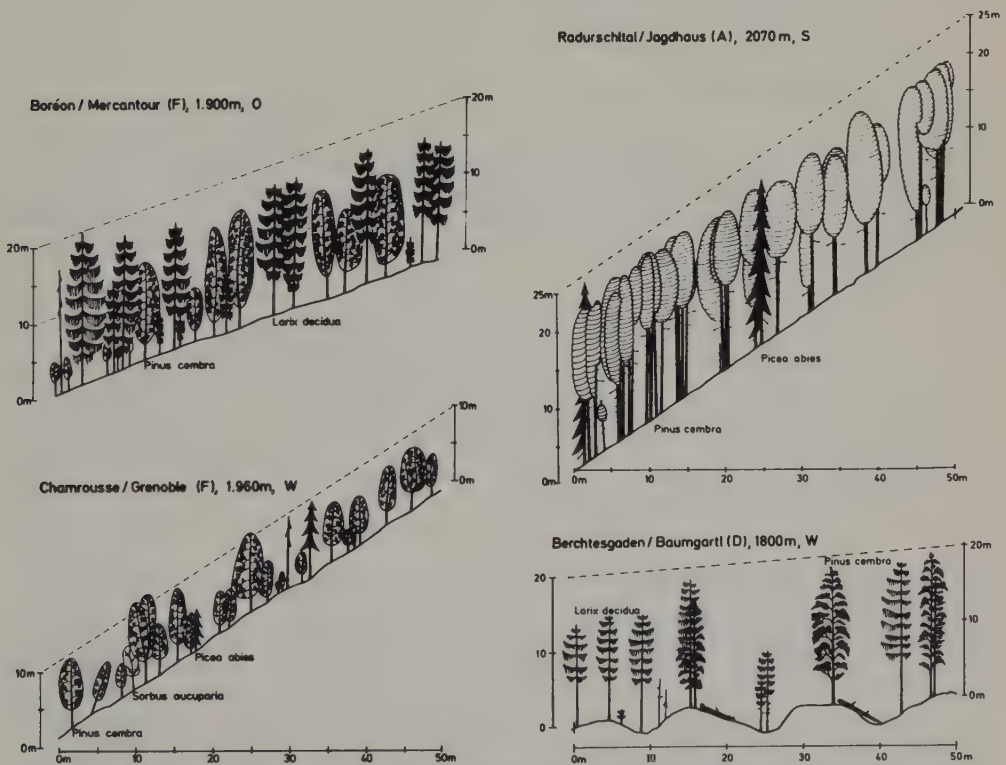 Boréon / Mercantour (F), 1.900m, O
20m
10
0m
20m
10
0m
Larix decidua
Pinus cembra
Radurschltal / Jagdhaus (A), 2070 m, S
25m
20
10
0m
25m
20
10
0m
Picea abies
Pinus cembra
0m 10 20 30 40 50m
Chamrousse / Grenoble (F), 1.960m, W
10m
0m
10m
0m
Picea abies
Sorbus aucuparia
Pinus cembra
0m 10 20 30 40 50m
Berchtesgaden / Baumgartl (D), 1800m, W
20m
10
0m
20
10
0
Pinus cembra
Larix decidua
0m 20 30 40 50m